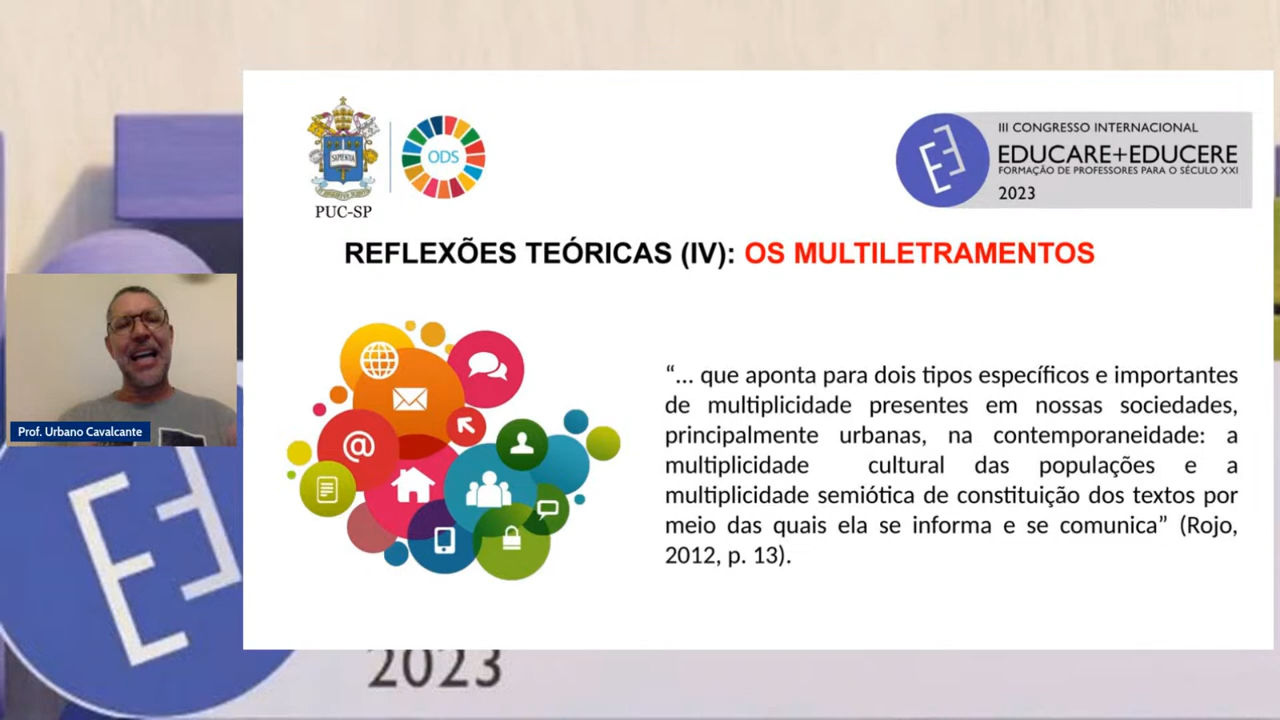 ODS
SAPIENTIA
PUC-SP
III CONGRESSO INTERNACIONAL
EDUCARE+EDUCERE
FORMAÇÃO DE PROFESSORES PARA O SÉCULO XXI
2023
REFLEXÕES TEÓRICAS (IV): OS MULTILETRAMENTOS
@
“... que aponta para dois tipos específicos e importantes
de multiplicidade presentes em nossas sociedades,
principalmente urbanas, na contemporaneidade: a
multiplicidade cultural das populações e a
multiplicidade semiótica de constituição dos textos por
meio das quais ela se informa e se comunica” (Rojo,
2012, p. 13).
Prof. Urbano Cavalcante
2023